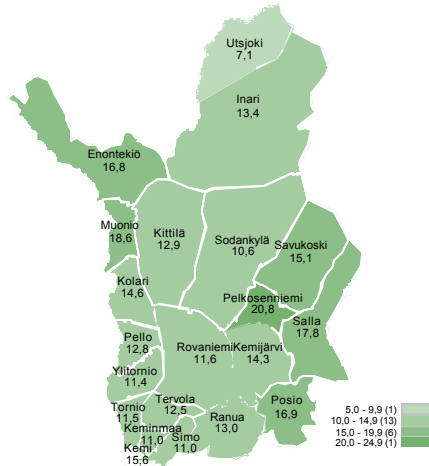 Utsjoki
7,1
Inari
13,4
Enontekiö
16,8
Muonio
18,6
Kittilä
12,9
Sodankylä
10,6
Savukoski
15,1
Kolari
14,6
Pelkosenniemi
20,8
Salla
17,8
Pello
12,8
Rovaniemi
11,6
Kemijärvi
14,3
Ylitornio
11,4
Tornio
11,5
Tervola
12,5
Keminmaa
11,0
Simo
11,0
Kemi
15,6
Ranua
13,0
Posio
16,9
5,0 - 9,9 (1)
10,0 - 14,9 (13)
15,0 - 19,9 (6)
20,0 - 24,9 (1)